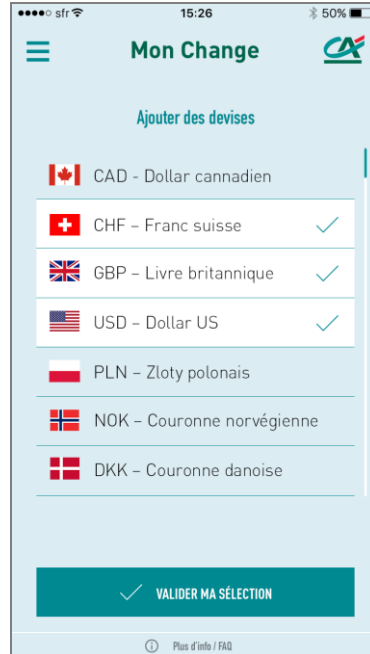 sfr 15:26 50%
Mon Change CA
Ajouter des devises
CAD - Dollar cannadien
CHF – Franc suisse
GBP – Livre britannique
USD – Dollar US
PLN – Zloty polonais
NOK – Couronne norvégienne
DKK – Couronne danoise
VALIDER MA SÉLECTION
Plus d'info / FAQ